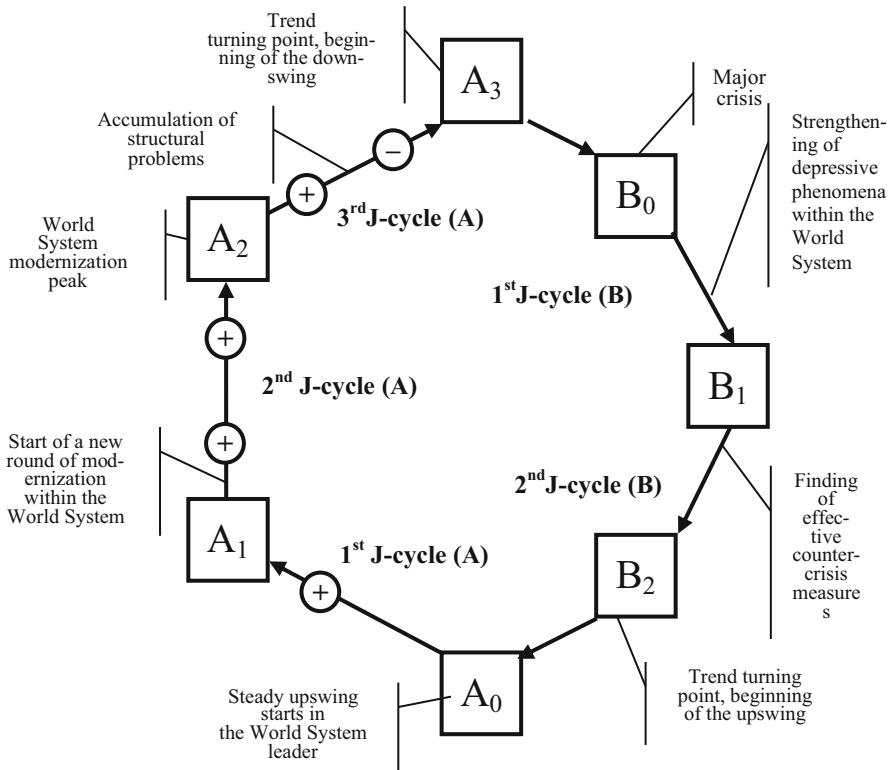 Trend
turning point, begin-
ning of the down-
swing
A3
Major
crisis
Accumulation of
structural
problems
−
+
Strengthen-
ing of
depressive
phenomena
within the
World
System
B0
3rd J-cycle (A)
World
System
modernization
peak
A2
1st J-cycle (B)
+
2nd J-cycle (A)
B1
Start of a new
round of mod-
ernization
within the
World System
+
2nd J-cycle (B)
Finding
of
effec-
tive
counter-
crisis
measure
s
A1
1st J-cycle (A)
+
B2
A0
Steady upswing
starts in
the World System
leader
Trend turning
point, beginning
of the upswing